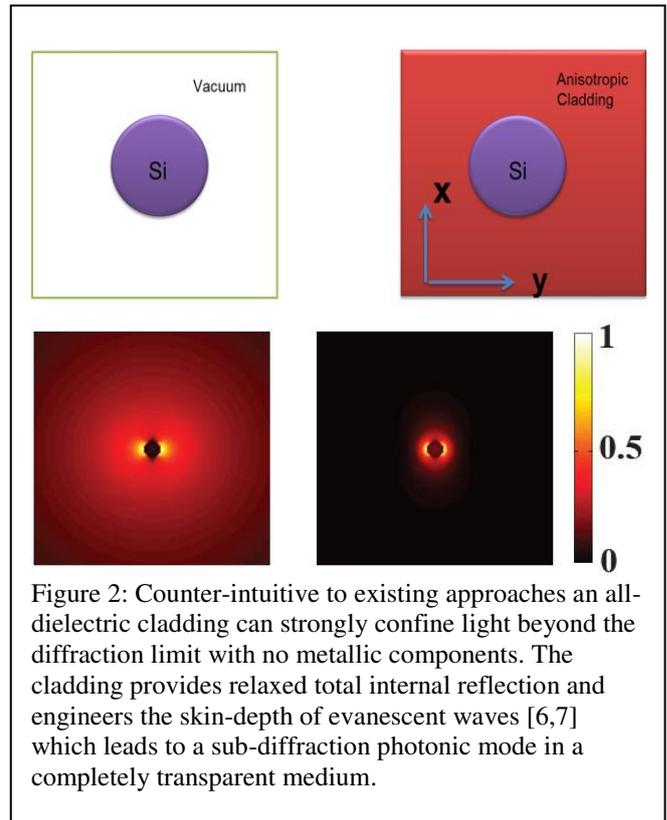 Vacuum
Si
Anisotropic
Cladding
Si
x
y
1
0.5
0
Figure 2: Counter-intuitive to existing approaches an all-
dielectric cladding can strongly confine light beyond the
diffraction limit with no metallic components. The
cladding provides relaxed total internal reflection and
engineers the skin-depth of evanescent waves [6,7]
which leads to a sub-diffraction photonic mode in a
completely transparent medium.